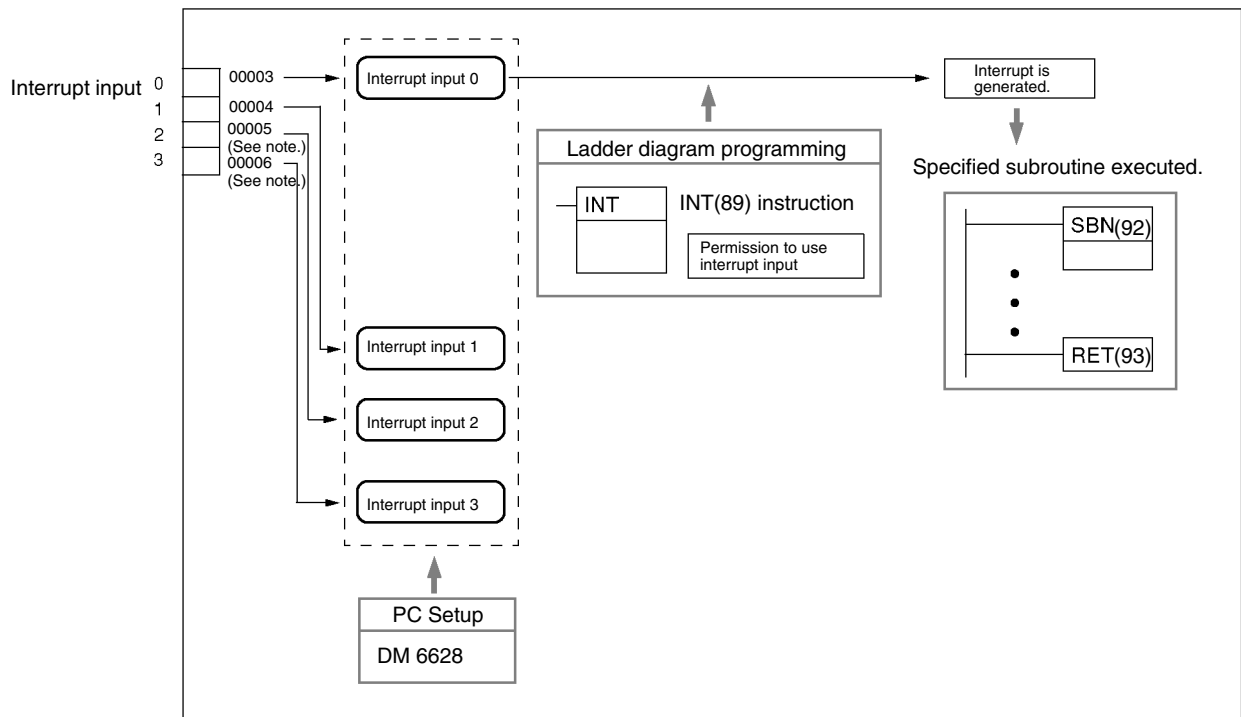 Interrupt input
0
00003
1
00004
2
00005
(See note.)
3
00006
(See note.)
Interrupt input 0
Interrupt input 1
Interrupt input 2
Interrupt input 3
PC Setup
DM 6628
Ladder diagram programming
INT
INT(89) instruction
Permission to use
interrupt input
Interrupt is
generated.
Specified subroutine executed.
SBN(92)
RET(93)